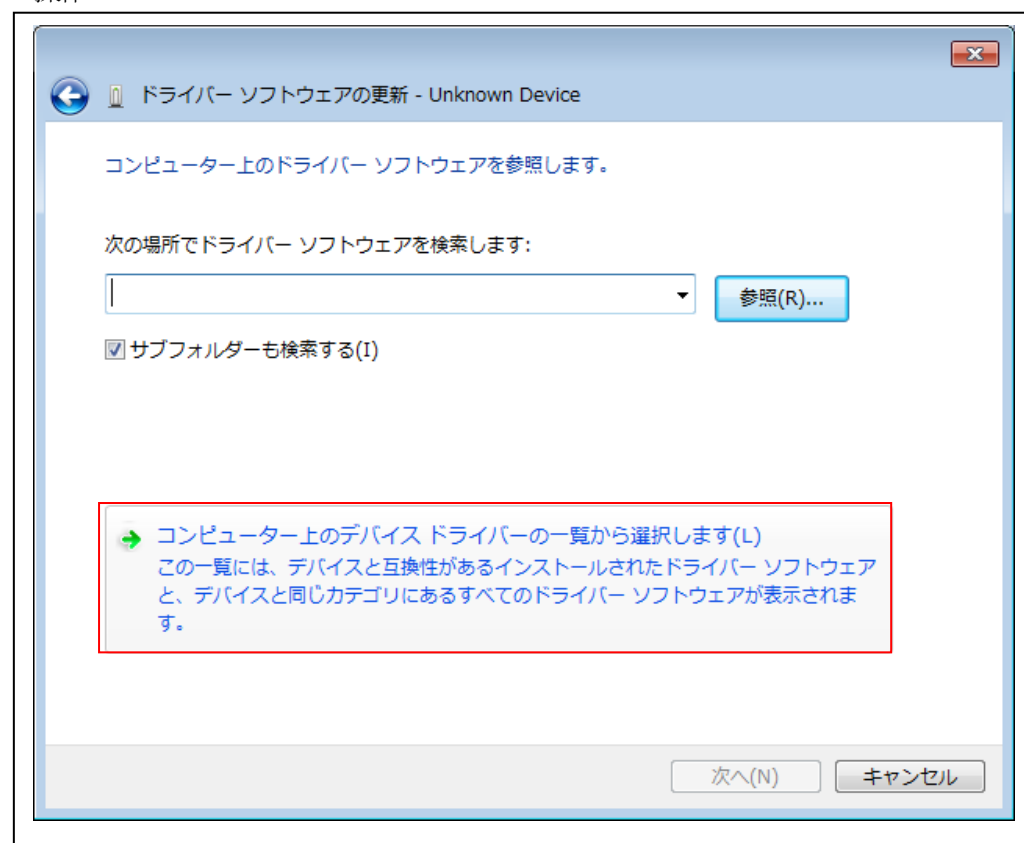 ドライバー ソフトウェアの更新 - Unknown Device
コンピューター上のドライバー ソフトウェアを参照します。
次の場所でドライバー ソフトウェアを検索します:
参照(R)...
サブフォルダーも検索する(I)
コンピューター上のデバイス ドライバーの一覧から選択します(L)
この一覧には、デバイスと互換性があるインストールされたドライバー ソフトウェア
と、デバイスと同じカテゴリにあるすべてのドライバー ソフトウェアが表示されま
す。
次へ(N)
キャンセル